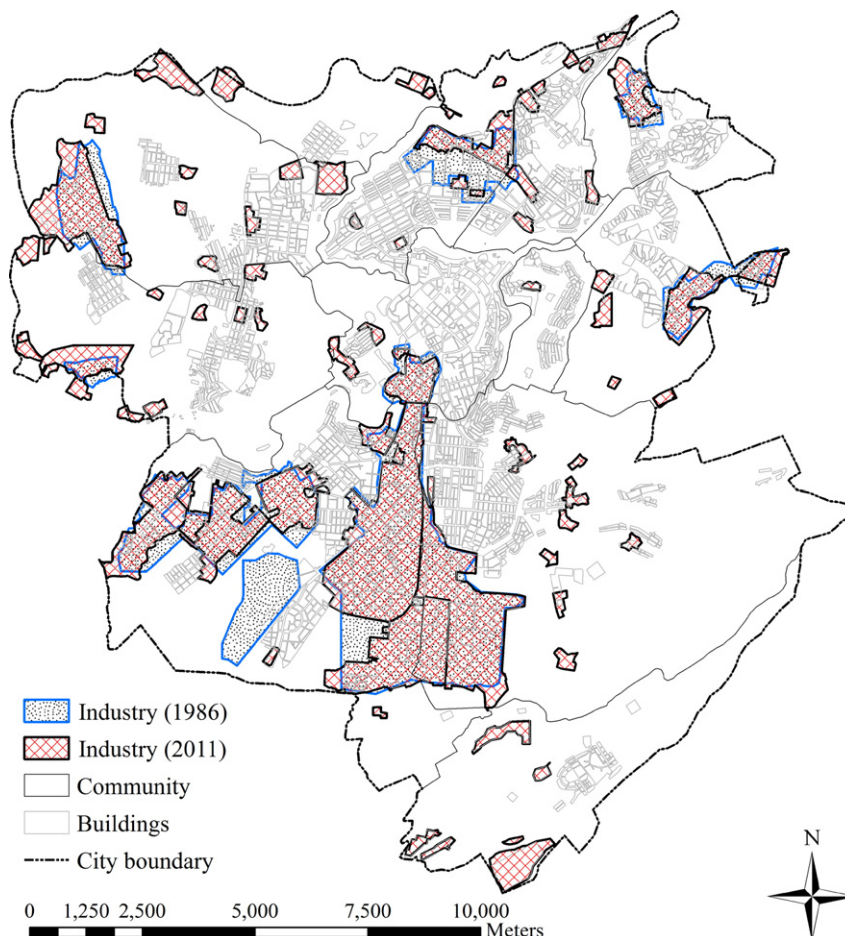 Industry (1986)
Industry (2011)
Community
Buildings
City boundary
N
0 1,250 2,500 5,000 7,500 10,000
Meters